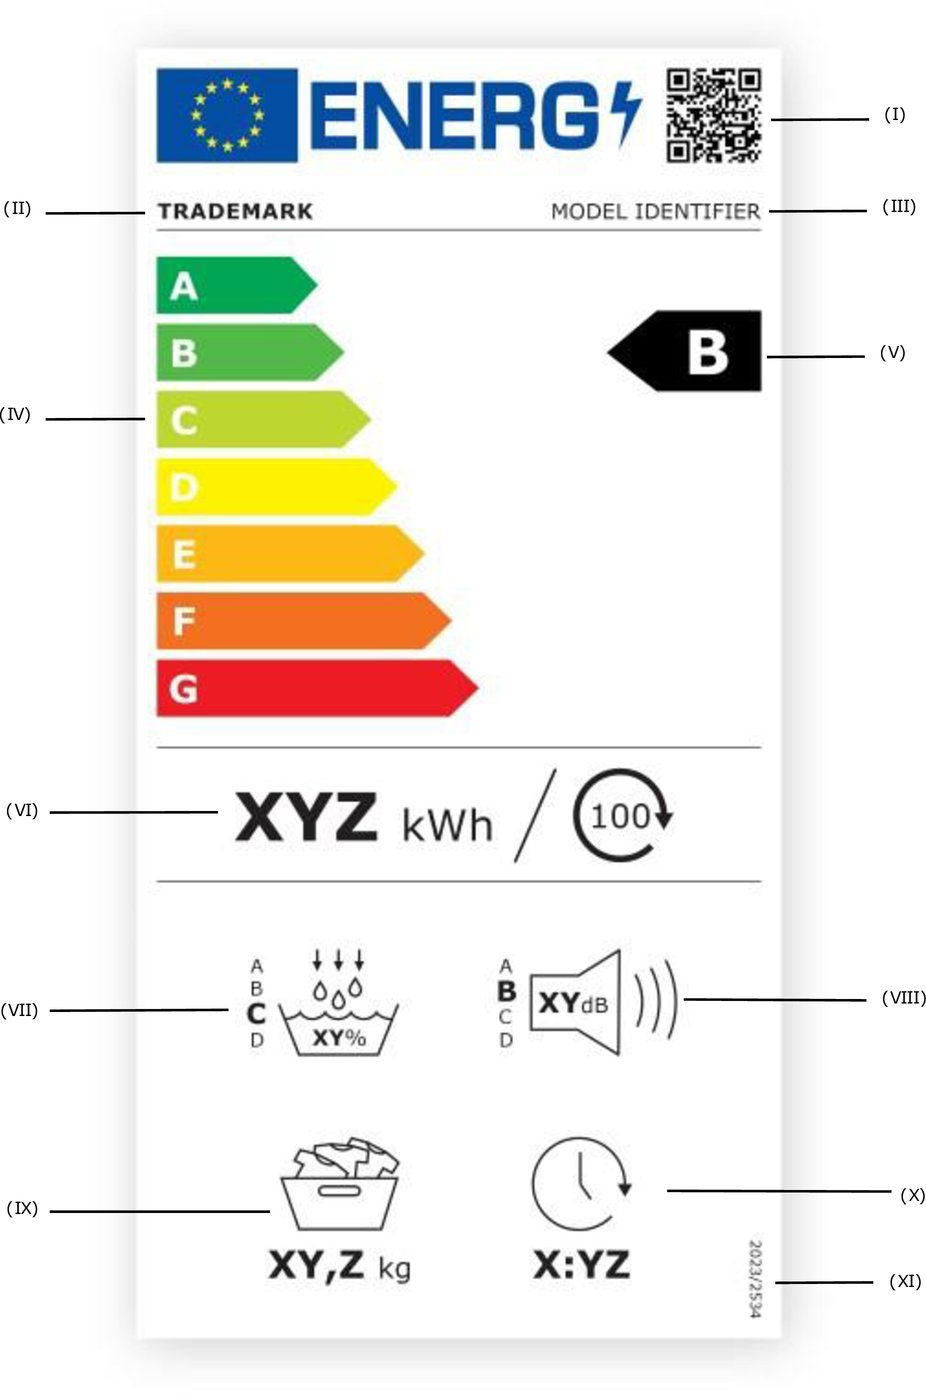 ENERG
(I)
(II)
TRADEMARK
MODEL IDENTIFIER
(III)
A
B
B
(V)
(IV)
C
D
E
F
G
(VI)
XYZ kWh / 100
(VII)
A
B
C
D
XY%
A
B
C
D
XYdB
(VIII)
(IX)
XY,Z kg
X:YZ
(X)
2023/2534
(XI)